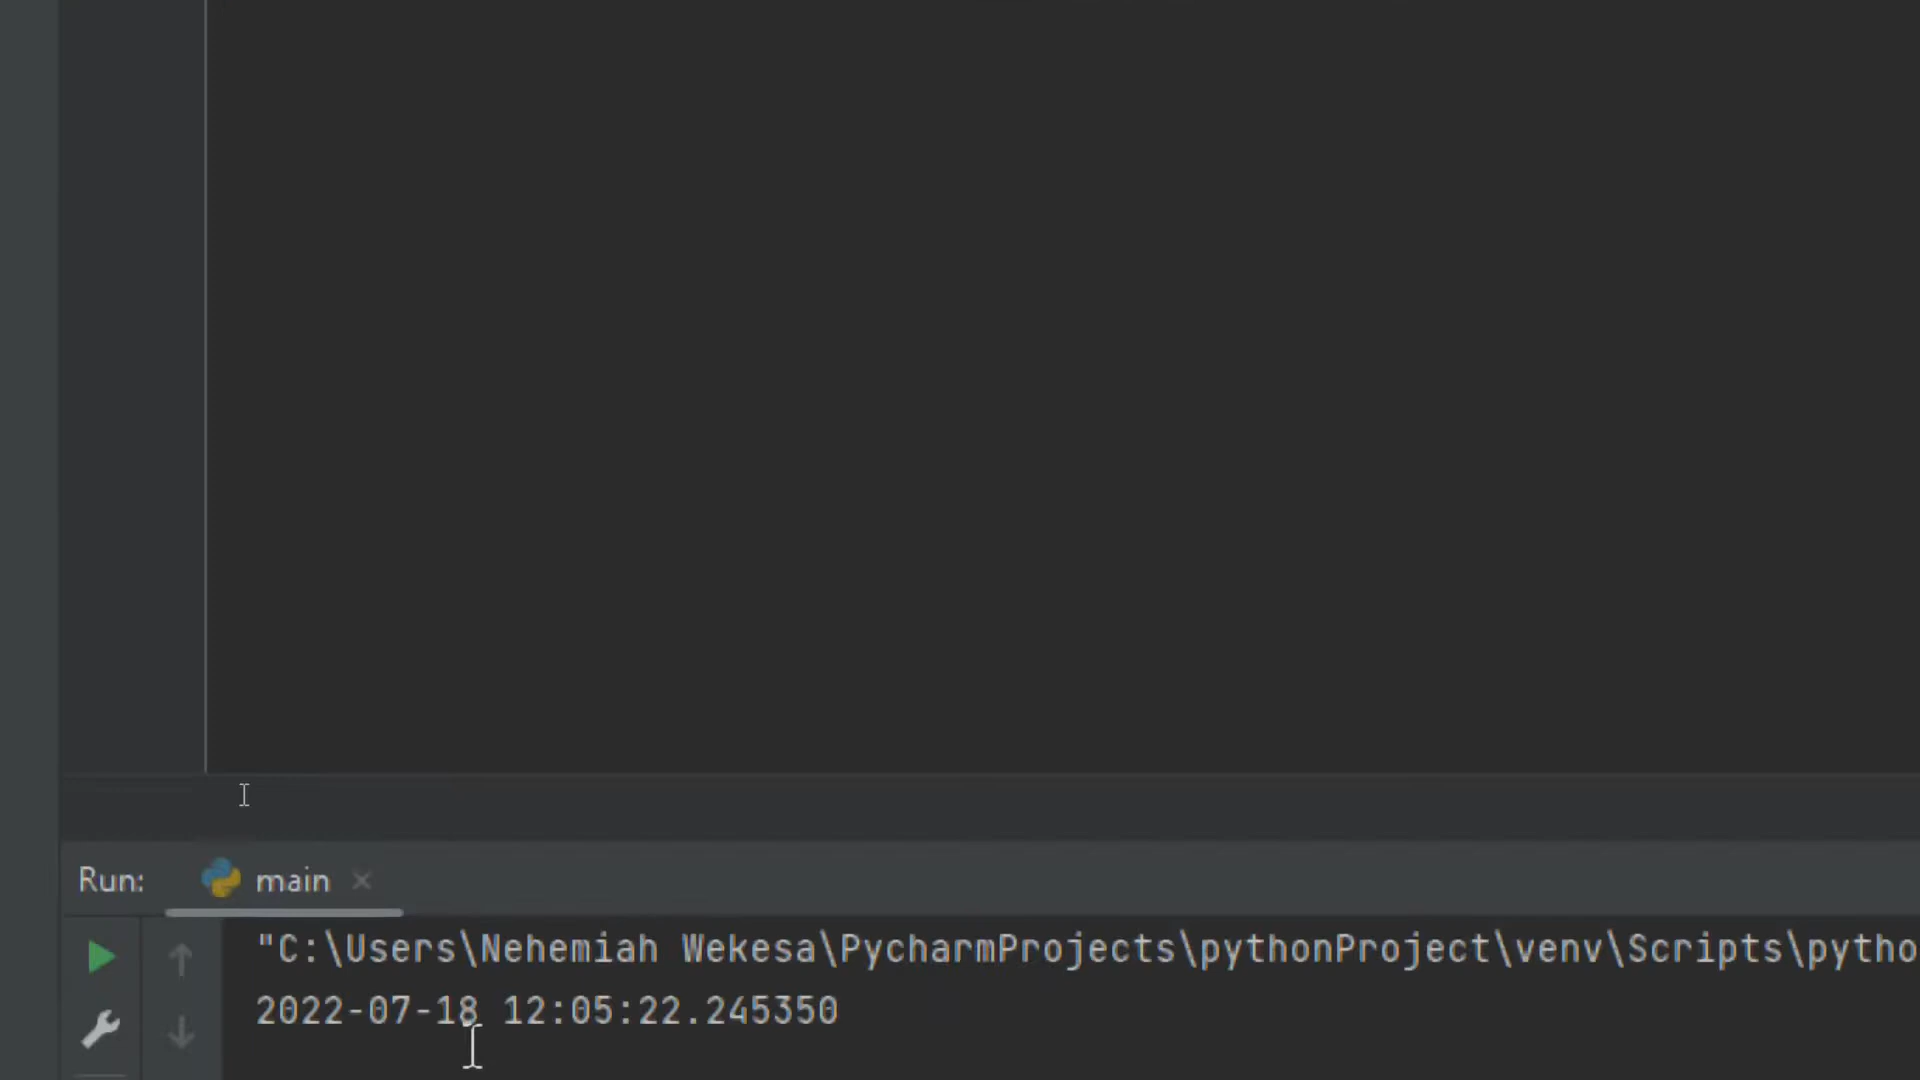 Run: main
"C:\Users\Nehemiah Wekesa\PycharmProjects\pythonProject\venv\Scripts\pytho
2022-07-18 12:05:22.245350